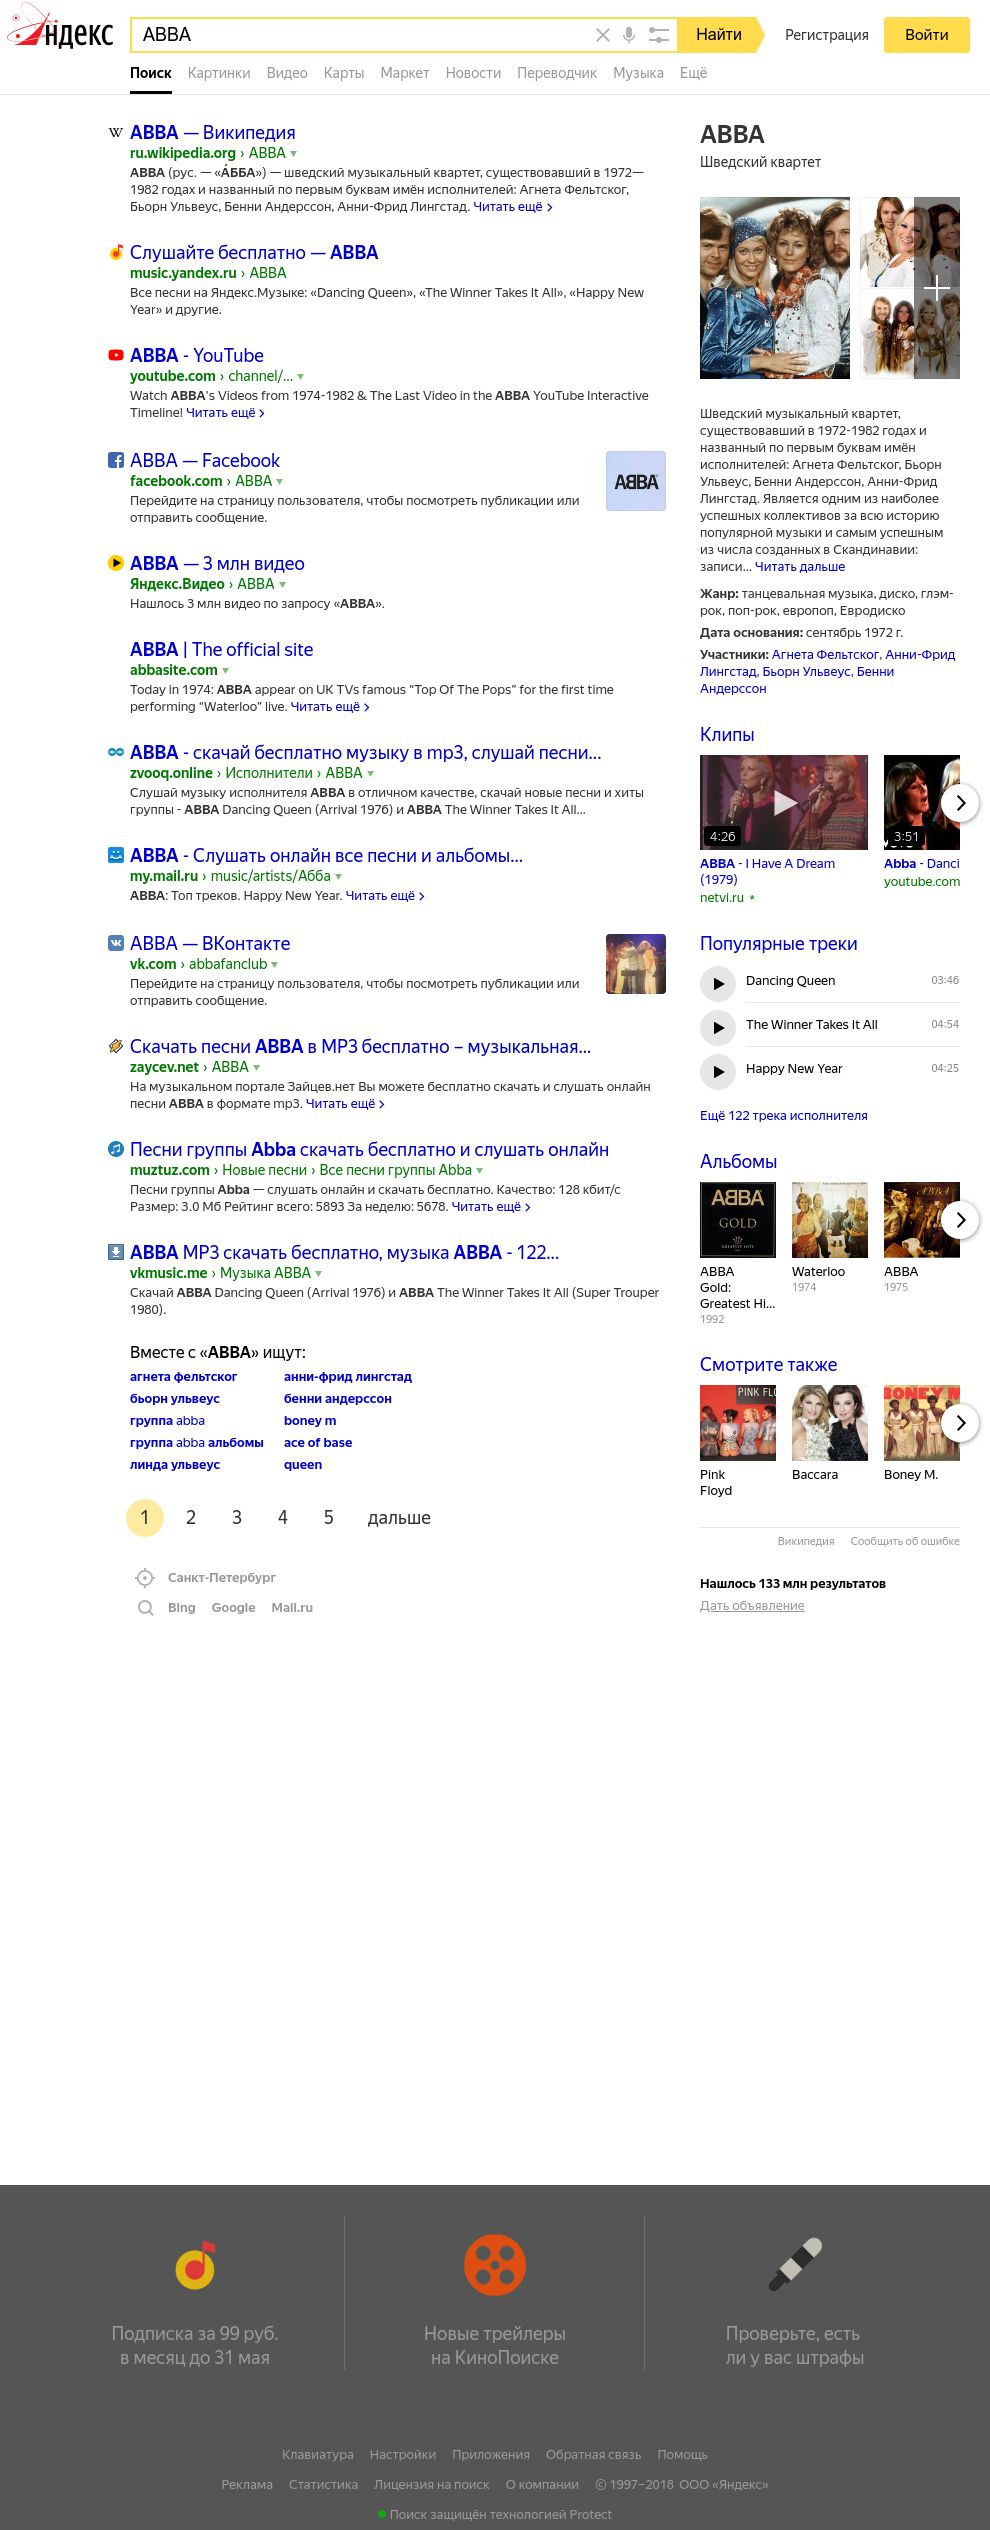 Яндекс
ABBA
Найти
Регистрация
Войти
Поиск Картинки Видео Карты Маркет Новости Переводчик Музыка Ещё
ABBA — Википедия
ru.wikipedia.org › ABBA
ABBA (рус. — «А́ББА») — шведский музыкальный квартет, существовавший в 1972—
1982 годах и названный по первым буквам имён исполнителей: Агнета Фельтског,
Бьорн Ульвеус, Бенни Андерссон, Анни-Фрид Лингстад. Читать ещё
Слушайте бесплатно — ABBA
music.yandex.ru › ABBA
Все песни на Яндекс.Музыке: «Dancing Queen», «The Winner Takes It All», «Happy New
Year» и другие.
ABBA - YouTube
youtube.com › channel/...
Watch ABBA's Videos from 1974-1982 & The Last Video in the ABBA YouTube Interactive
Timeline! Читать ещё
ABBA — Facebook
facebook.com › ABBA
Перейдите на страницу пользователя, чтобы посмотреть публикации или
отправить сообщение.
ABBA
ABBA — 3 млн видео
Яндекс.Видео › ABBA
Нашлось 3 млн видео по запросу «ABBA».
ABBA | The official site
abbasite.com
Today in 1974: ABBA appear on UK TVs famous “Top Of The Pops” for the first time
performing “Waterloo” live. Читать ещё
ABBA - скачай бесплатно музыку в mp3, слушай песни...
zvooq.online › Исполнители › ABBA
Слушай музыку исполнителя ABBA в отличном качестве, скачай новые песни и хиты
группы - ABBA Dancing Queen (Arrival 1976) и ABBA The Winner Takes It All...
ABBA - Слушать онлайн все песни и альбомы...
my.mail.ru › music/artists/Абба
ABBA: Топ треков. Happy New Year. Читать ещё
ABBA — ВКонтакте
vk.com › abbafanclub
Перейдите на страницу пользователя, чтобы посмотреть публикации или
отправить сообщение.
Скачать песни ABBA в MP3 бесплатно – музыкальная...
zaycev.net › ABBA
На музыкальном портале Зайцев.нет Вы можете бесплатно скачать и слушать онлайн
песни ABBA в формате mp3. Читать ещё
Песни группы Abba скачать бесплатно и слушать онлайн
muztuz.com › Новые песни › Все песни группы Abba
Песни группы Abba — слушать онлайн и скачать бесплатно. Качество: 128 кбит/с
Размер: 3.0 Мб Рейтинг всего: 5893 За неделю: 5678. Читать ещё
ABBA MP3 скачать бесплатно, музыка ABBA - 122...
vkmusic.me › Музыка ABBA
Скачай ABBA Dancing Queen (Arrival 1976) и ABBA The Winner Takes It All (Super Trouper
1980).
Вместе с «ABBA» ищут:
агнета фельтског анни-фрид лингстад
бьорн ульвеус бенни андерссон
группа abba boney m
группа abba альбомы ace of base
линда ульвеус queen
1 2 3 4 5 дальше
Санкт-Петербург
Bing Google Mail.ru
ABBA
Шведский квартет
Шведский музыкальный квартет,
существовавший в 1972-1982 годах и
названный по первым буквам имён
исполнителей: Агнета Фельтског, Бьорн
Ульвеус, Бенни Андерссон, Анни-Фрид
Лингстад. Является одним из наиболее
успешных коллективов за всю историю
популярной музыки и самым успешным
из числа созданных в Скандинавии:
записи... Читать дальше
Жанр: танцевальная музыка, диско, глэм-
рок, поп-рок, европоп, Евродиско
Дата основания: сентябрь 1972 г.
Участники: Агнета Фельтског, Анни-Фрид
Лингстад, Бьорн Ульвеус, Бенни
Андерссон
Клипы
4:26 3:51
ABBA - I Have A Dream
(1979)
netvi.ru
Abba - Danci
youtube.com
Популярные треки
Dancing Queen 03:46
The Winner Takes It All 04:54
Happy New Year 04:25
Ещё 122 трека исполнителя
Альбомы
ABBA
GOLD
GREATEST HITS
ABBA
ABBA
Gold:
Greatest Hi...
1992
Waterloo
1974
ABBA
1975
Смотрите также
PINK FLO
BONEY M
Pink
Floyd
Baccara
Boney M.
Википедия Сообщить об ошибке
Нашлось 133 млн результатов
Дать объявление
Подписка за 99 руб.
в месяц до 31 мая
Новые трейлеры
на КиноПоиске
Проверьте, есть
ли у вас штрафы
Клавиатура Настройки Приложения Обратная связь Помощь
Реклама Статистика Лицензия на поиск О компании © 1997–2018 ООО «Яндекс»
Поиск защищён технологией Protect